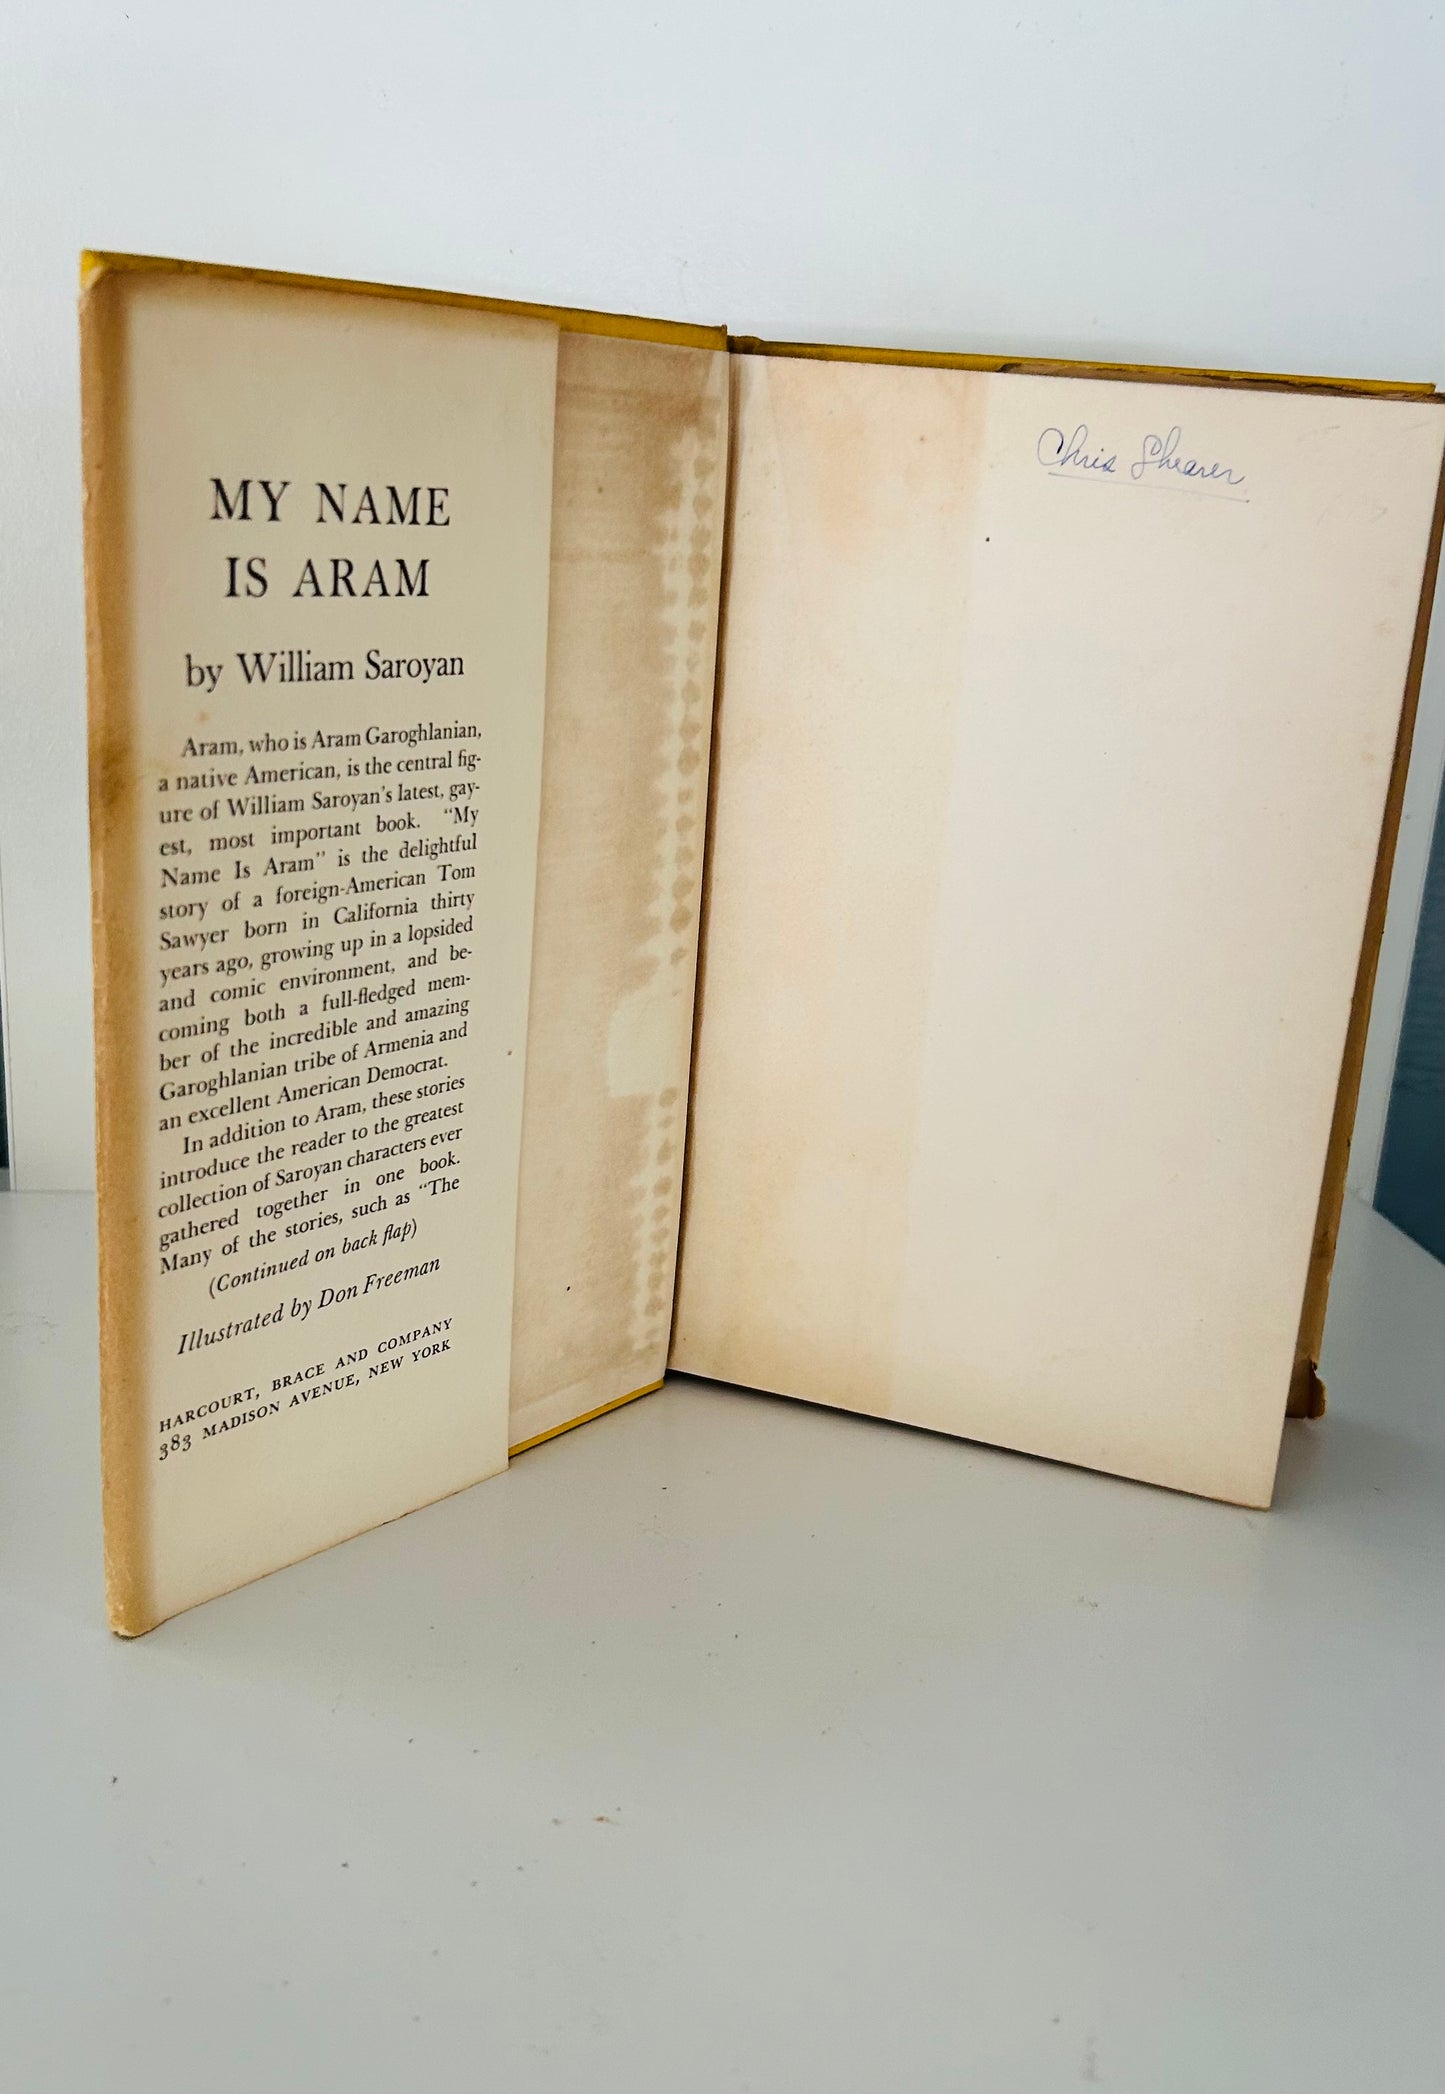 MY NAME
IS ARAM
by William Saroyan
Aram, who is Aram Garoghlanian,
a native American, is the central fig-
ure of William Saroyan's latest, gay-
est, most important book. "My
Name Is Aram" is the delightful
story of a foreign-American Tom
Sawyer born in California thirty
years ago, growing up in a lopsided
and comic environment, and be-
coming both a full-fledged mem-
ber of the incredible and amazing
Garoghlanian tribe of Armenia and
an excellent American Democrat.
In addition to Aram, these stories
introduce the reader to the greatest
collection of Saroyan characters ever
gathered together in one book.
Many of the stories, such as "The
(Continued on back flap)
Illustrated by Don Freeman
HARCOURT, BRACE AND COMPANY
383 MADISON AVENUE, NEW YORK
Chris Shearer